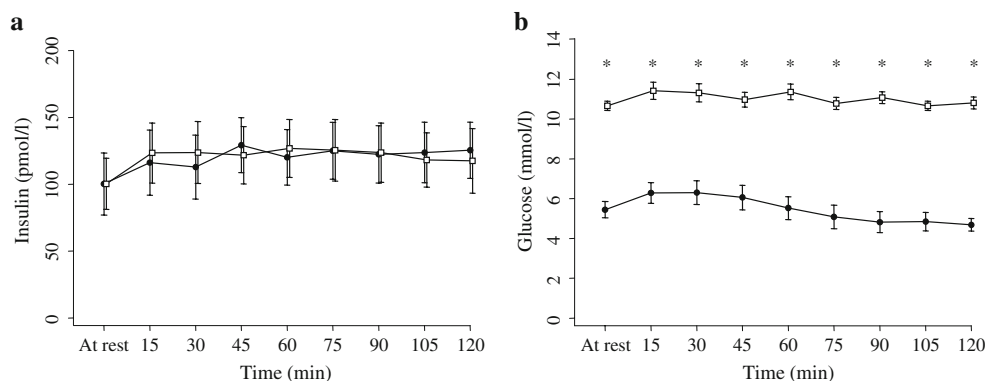 a
Insulin (pmol/l)
200
150
100
50
0
At rest 15 30 45 60 75 90 105 120
Time (min)
b
Glucose (mmol/l)
14
12
10
8
6
4
2
0
* * * * * * * * *
At rest 15 30 45 60 75 90 105 120
Time (min)